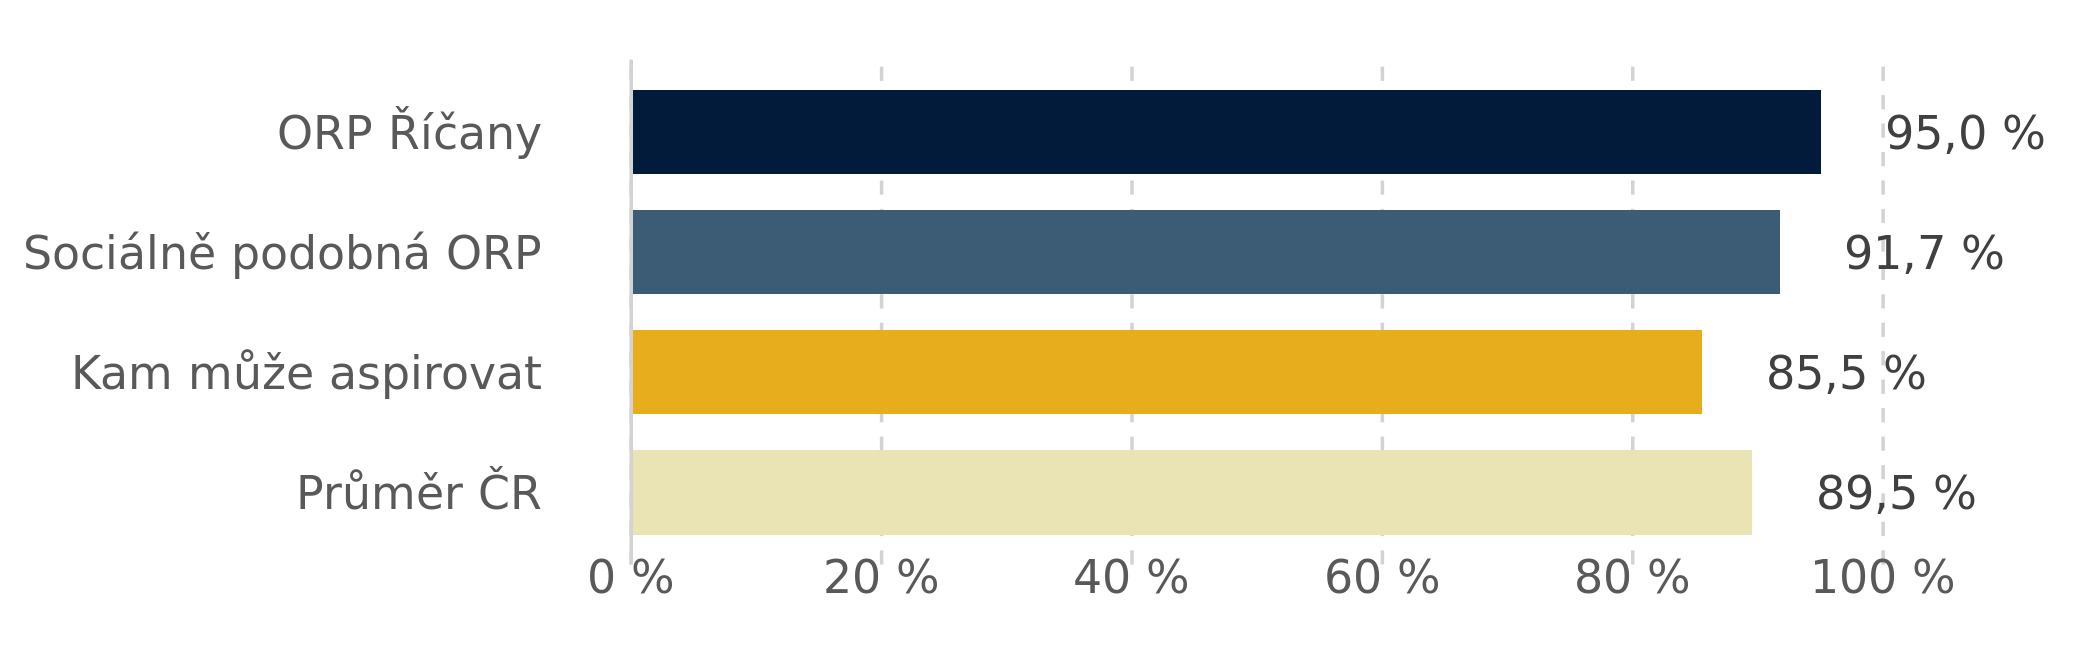 ORP Říčany 95,0 %
Sociálně podobná ORP 91,7 %
Kam může aspirovat 85,5 %
Průměr ČR 89,5 %
0 % 20 % 40 % 60 % 80 % 100 %